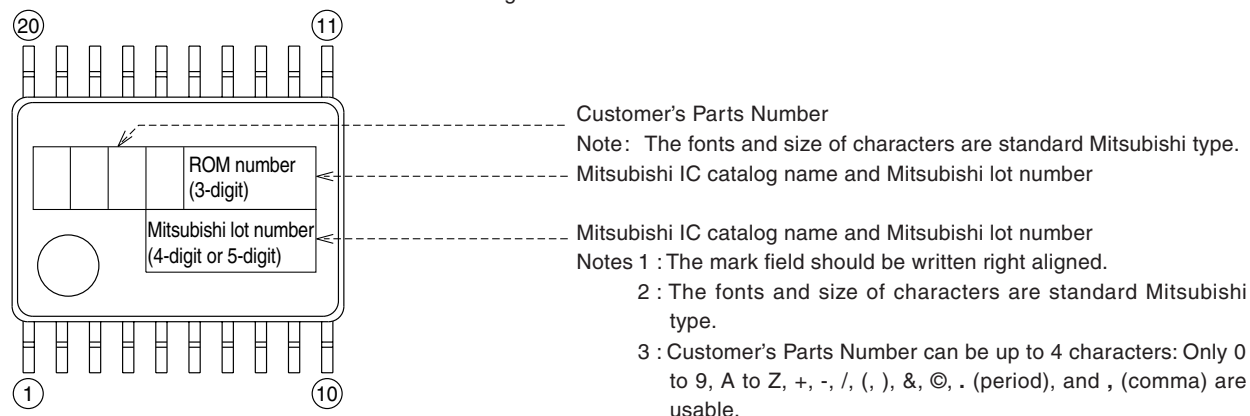 20 11
Customer's Parts Number
Note: The fonts and size of characters are standard Mitsubishi type.
ROM number
(3-digit)
Mitsubishi IC catalog name and Mitsubishi lot number
Mitsubishi lot number
(4-digit or 5-digit)
Mitsubishi IC catalog name and Mitsubishi lot number
Notes 1 : The mark field should be written right aligned.
2 : The fonts and size of characters are standard Mitsubishi
type.
3 : Customer's Parts Number can be up to 4 characters: Only 0
to 9, A to Z, +, -, /, (, ), &, ©, . (period), and , (comma) are
usable.
1 10